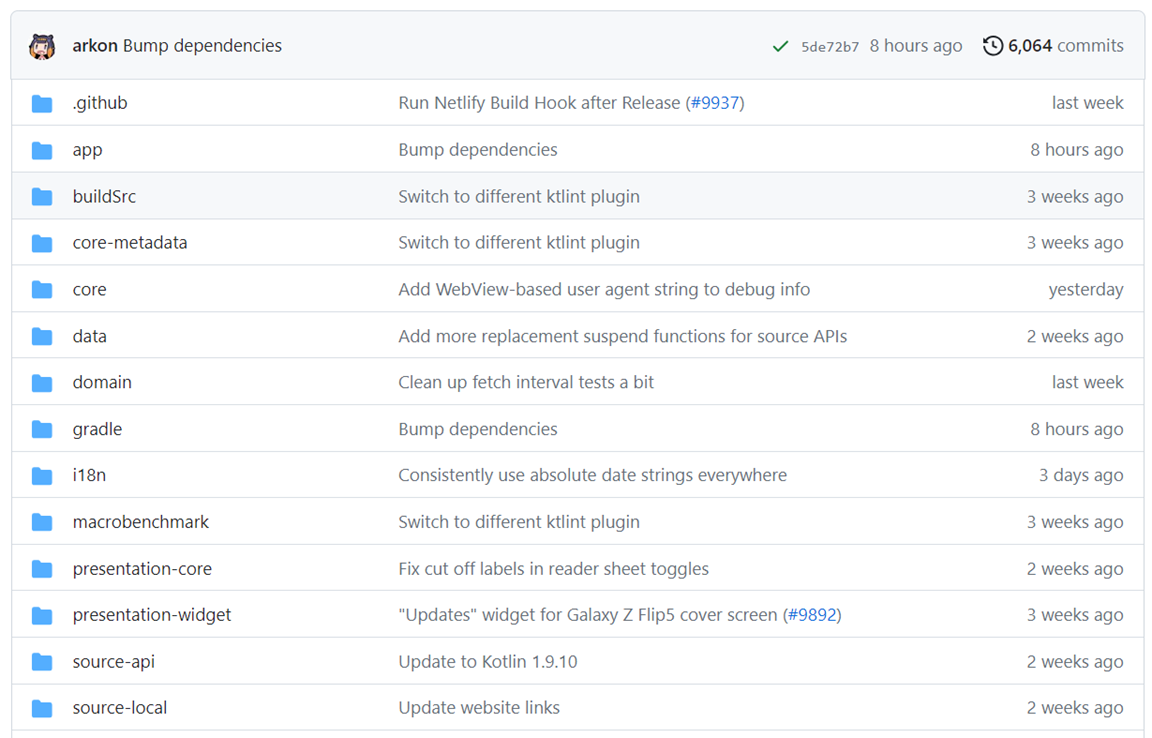 arkon Bump dependencies 5de72b7 8 hours ago 6,064 commits
.github Run Netlify Build Hook after Release (#9937) last week
app Bump dependencies 8 hours ago
buildSrc Switch to different ktlint plugin 3 weeks ago
core-metadata Switch to different ktlint plugin 3 weeks ago
core Add WebView-based user agent string to debug info yesterday
data Add more replacement suspend functions for source APIs 2 weeks ago
domain Clean up fetch interval tests a bit last week
gradle Bump dependencies 8 hours ago
i18n Consistently use absolute date strings everywhere 3 days ago
macrobenchmark Switch to different ktlint plugin 3 weeks ago
presentation-core Fix cut off labels in reader sheet toggles 2 weeks ago
presentation-widget "Updates" widget for Galaxy Z Flip5 cover screen (#9892) 3 weeks ago
source-api Update to Kotlin 1.9.10 2 weeks ago
source-local Update website links 2 weeks ago